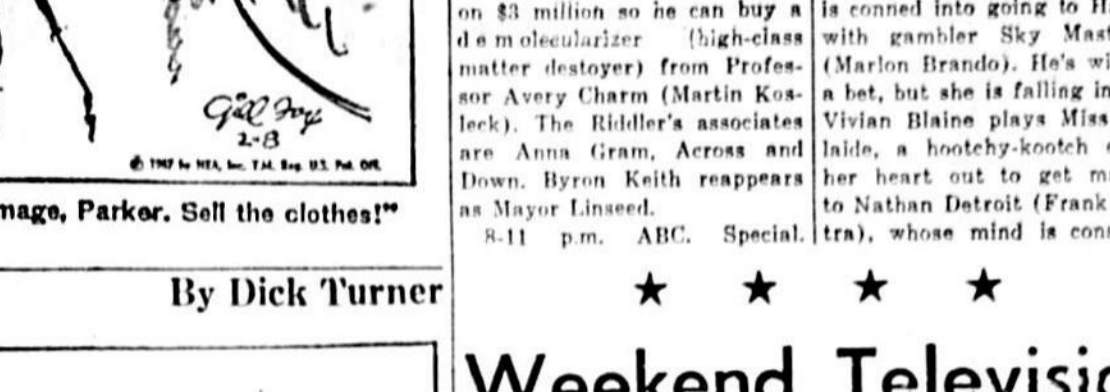 Gill Fox
2-8
© 1967 by NEA, Inc. T.M. Reg. U.S. Pat. Off.
mage, Parker. Sell the clothes!"
By Dick Turner
on $3 million so he can buy a
demolecularizer (high-class
matter destoyer) from Profes-
sor Avery Charm (Martin Kos-
leck). The Riddler's associates
are Anna Gram, Across and
Down. Byron Keith reappears
as Mayor Linseed.
8-11 p.m. ABC. Special.
is conned into going to
with gambler Sky Mast
(Marlon Brando). He's wi
a bet, but she is falling in
Vivian Blaine plays Miss
laide, a hootchy-kootch
her heart out to get m
to Nathan Detroit (Frank
tra), whose mind is con
★ ★ ★ ★
Weekend Televisi